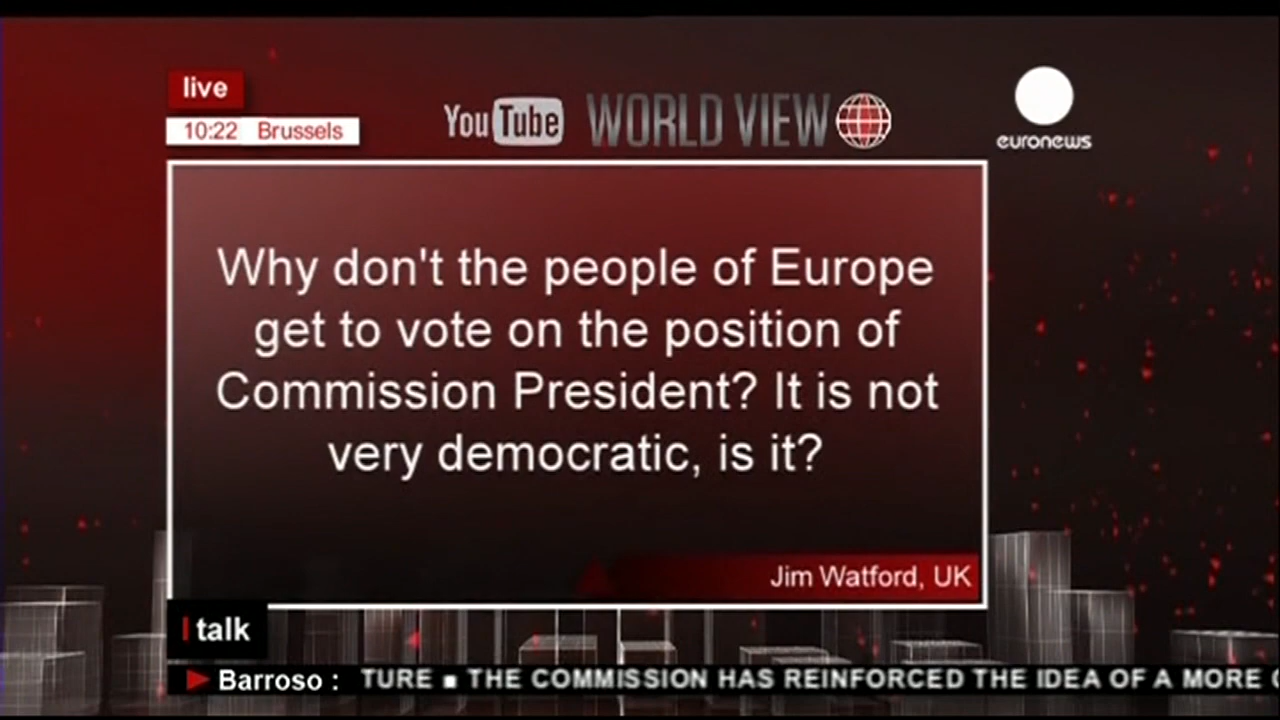 live
10:22 Brussels
YouTube WORLD VIEW
euronews
Why don't the people of Europe
get to vote on the position of
Commission President? It is not
very democratic, is it?
Jim Watford, UK
I talk
Barroso : TURE ■ THE COMMISSION HAS REINFORCED THE IDEA OF A MORE